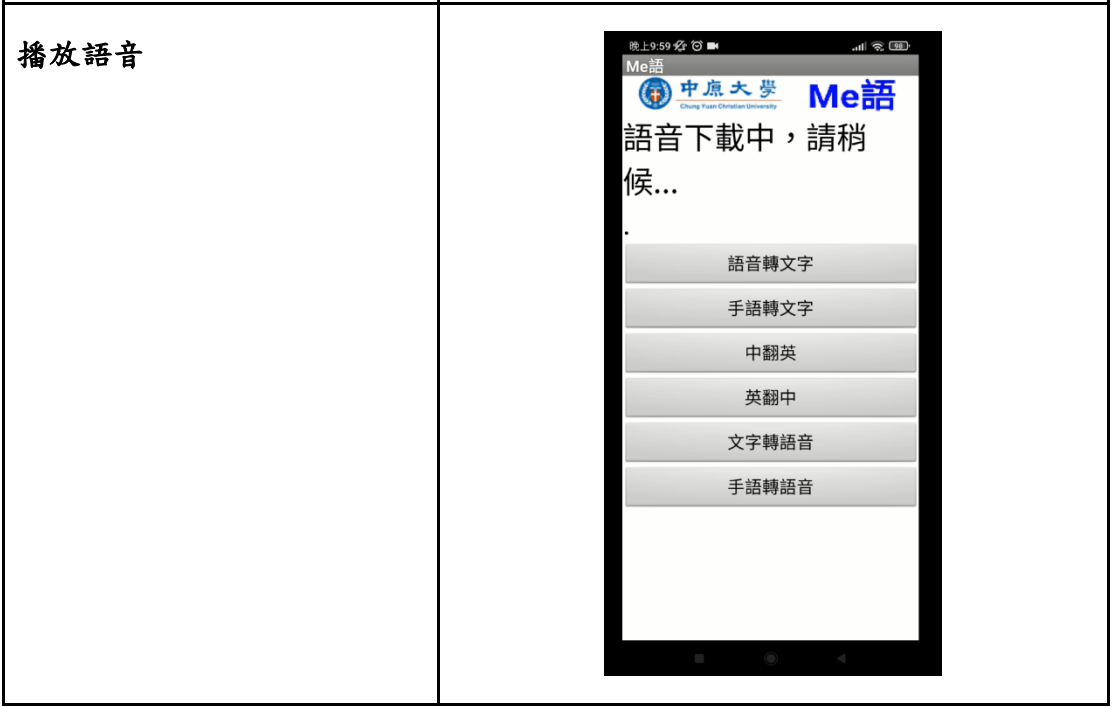 播放語音
晚上9:59
98
Me語
中原大學
Chung Yuan Christian University
Me語
語音下載中，請稍
候...
.
語音轉文字
手語轉文字
中翻英
英翻中
文字轉語音
手語轉語音